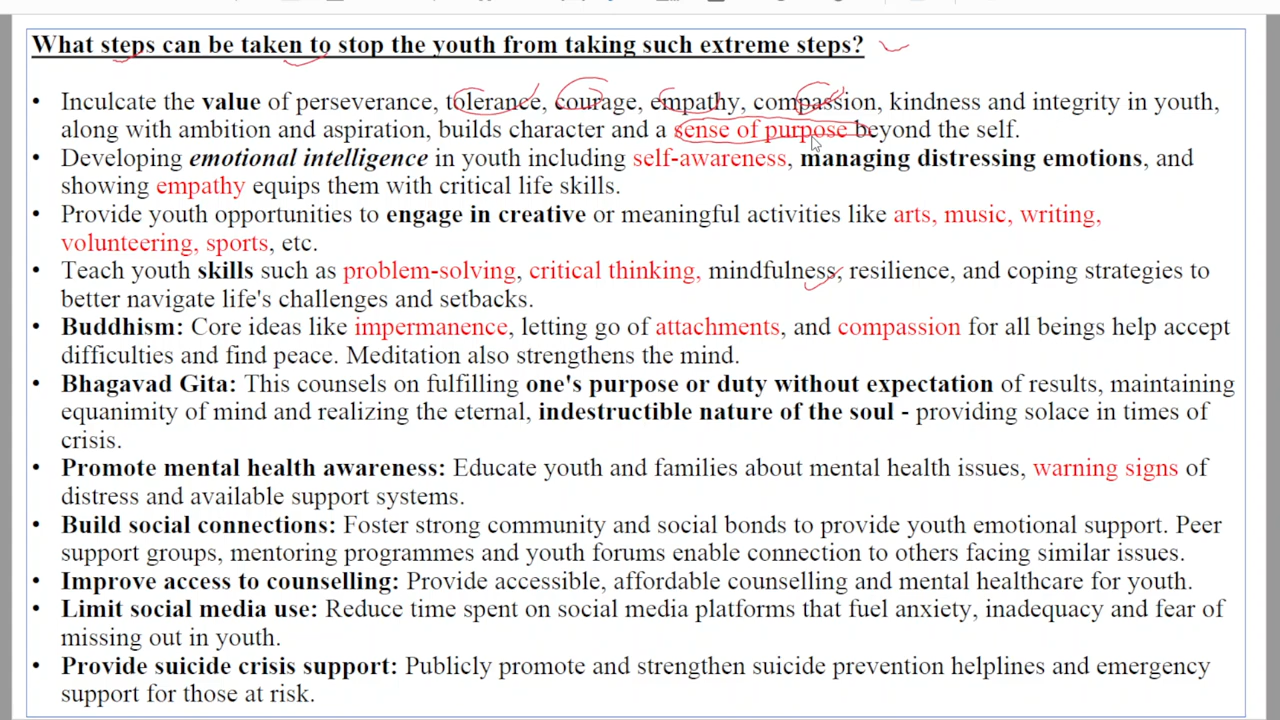 What steps can be taken to stop the youth from taking such extreme steps?
• Inculcate the value of perseverance, tolerance, courage, empathy, compassion, kindness and integrity in youth,
along with ambition and aspiration, builds character and a sense of purpose beyond the self.
• Developing emotional intelligence in youth including self-awareness, managing distressing emotions, and
showing empathy equips them with critical life skills.
• Provide youth opportunities to engage in creative or meaningful activities like arts, music, writing,
volunteering, sports, etc.
• Teach youth skills such as problem-solving, critical thinking, mindfulness, resilience, and coping strategies to
better navigate life's challenges and setbacks.
• Buddhism: Core ideas like impermanence, letting go of attachments, and compassion for all beings help accept
difficulties and find peace. Meditation also strengthens the mind.
• Bhagavad Gita: This counsels on fulfilling one's purpose or duty without expectation of results, maintaining
equanimity of mind and realizing the eternal, indestructible nature of the soul - providing solace in times of
crisis.
• Promote mental health awareness: Educate youth and families about mental health issues, warning signs of
distress and available support systems.
• Build social connections: Foster strong community and social bonds to provide youth emotional support. Peer
support groups, mentoring programmes and youth forums enable connection to others facing similar issues.
• Improve access to counselling: Provide accessible, affordable counselling and mental healthcare for youth.
• Limit social media use: Reduce time spent on social media platforms that fuel anxiety, inadequacy and fear of
missing out in youth.
• Provide suicide crisis support: Publicly promote and strengthen suicide prevention helplines and emergency
support for those at risk.